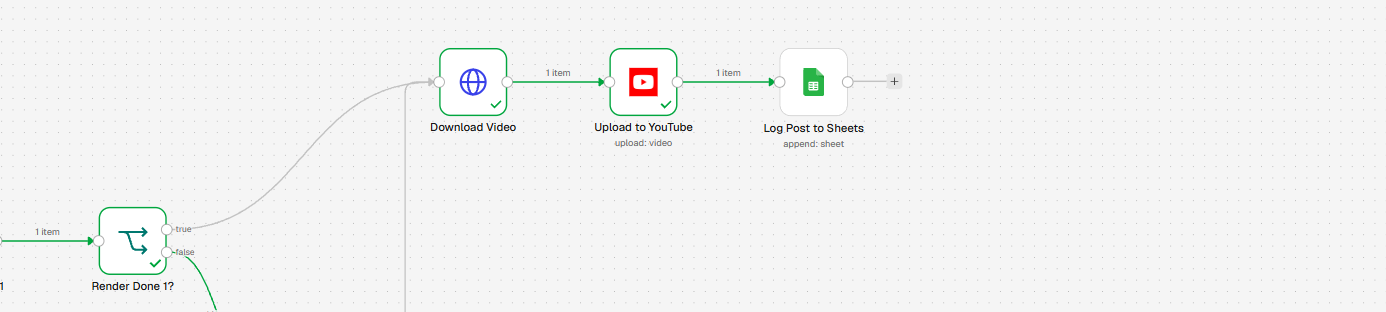 1 item
1 item
Download Video
Upload to YouTube
upload: video
Log Post to Sheets
append: sheet
1 item
true
false
1
Render Done 1?